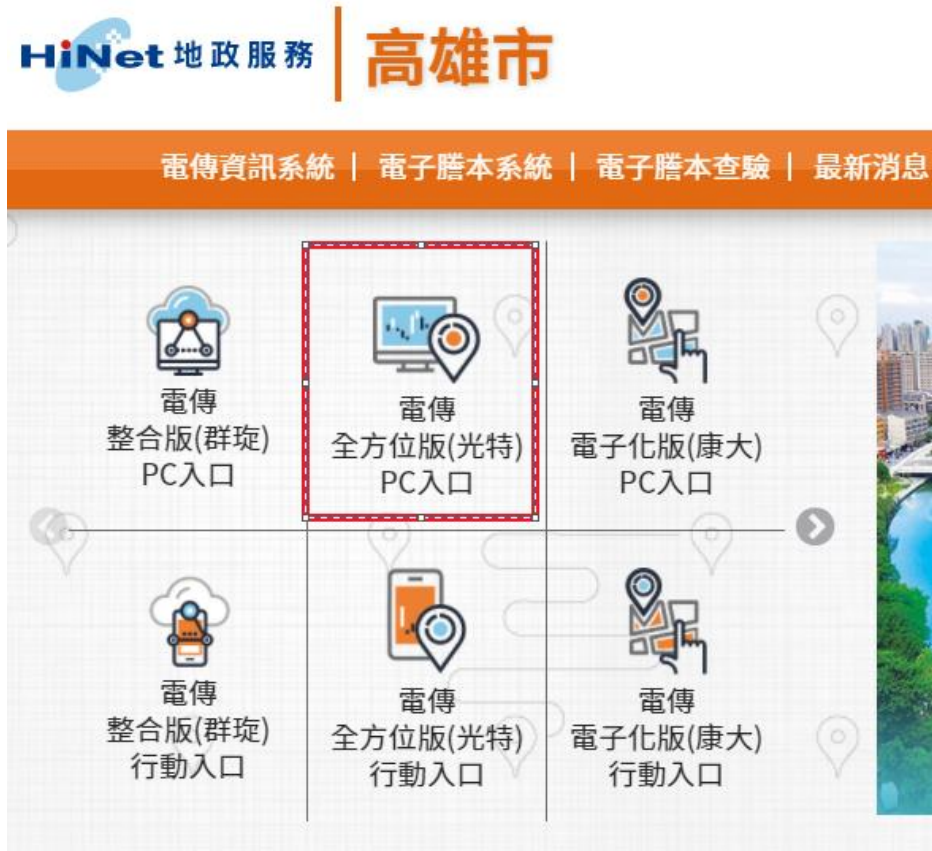 HiNet 地政服務 高雄市
電傳資訊系統 | 電子謄本系統 | 電子謄本查驗 | 最新消息
電傳
整合版(群琁)
PC入口
電傳
全方位版(光特)
PC入口
電傳
電子化版(康大)
PC入口
電傳
整合版(群琁)
行動入口
電傳
全方位版(光特)
行動入口
電傳
電子化版(康大)
行動入口